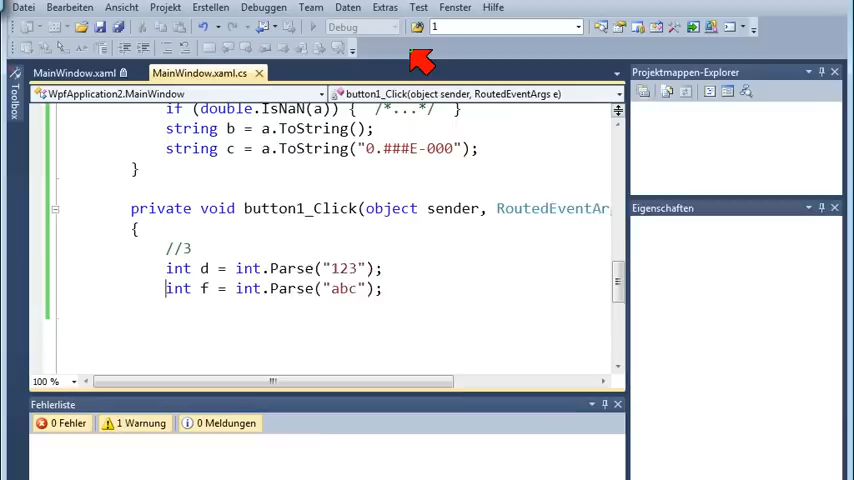 Datei Bearbeiten Ansicht Projekt Erstellen Debuggen Team Daten Extras Test Fenster Hilfe
Debug 1
MainWindow.xaml MainWindow.xaml.cs
WpfApplication2.MainWindow button1_Click(object sender, RoutedEventArgs e)
Toolbox
if (double.IsNaN(a)) { /*...*/ }
string b = a.ToString();
string c = a.ToString("0.###E-000");
}
private void button1_Click(object sender, RoutedEventAr
{
//3
int d = int.Parse("123");
int f = int.Parse("abc");
100 %
Fehlerliste
0 Fehler 1 Warnung 0 Meldungen
Projektmappen-Explorer
Eigenschaften